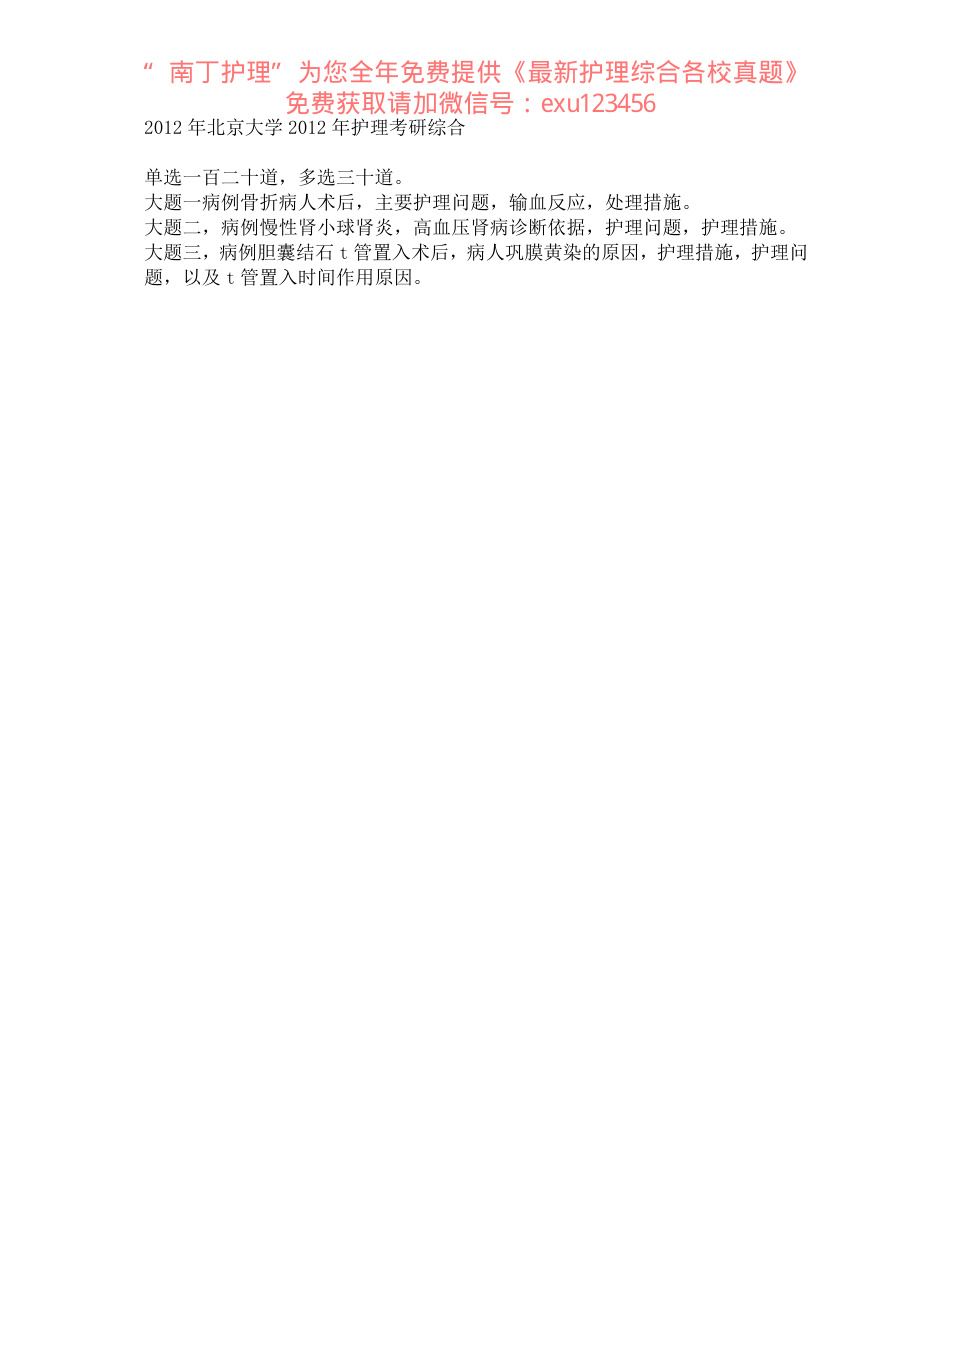 “ 南丁护理” 为您全年免费提供《最新护理综合各校真题》
免费获取请加微信号：exu123456
2012 年北京大学 2012 年护理考研综合
单选一百二十道，多选三十道。
大题一病例骨折病人术后，主要护理问题，输血反应，处理措施。
大题二，病例慢性肾小球肾炎，高血压肾病诊断依据，护理问题，护理措施。
大题三，病例胆囊结石 t 管置入术后，病人巩膜黄染的原因，护理措施，护理问
题，以及 t 管置入时间作用原因。